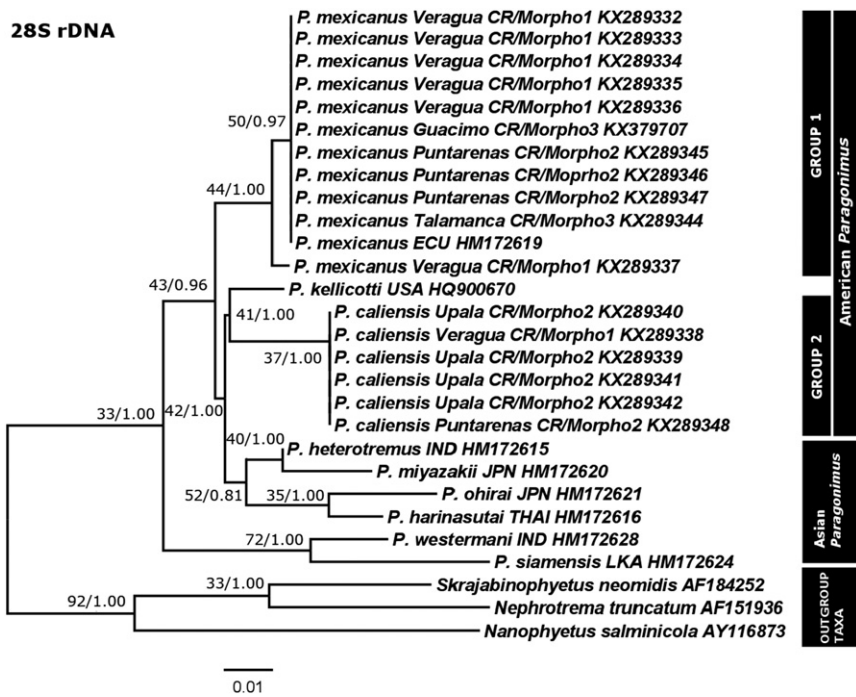 28S rDNA
P. mexicanus Veragua CR/Morpho1 KX289332
P. mexicanus Veragua CR/Morpho1 KX289333
P. mexicanus Veragua CR/Morpho1 KX289334
P. mexicanus Veragua CR/Morpho1 KX289335
P. mexicanus Veragua CR/Morpho1 KX289336
50/0.97
P. mexicanus Guacimo CR/Morpho3 KX379707
P. mexicanus Puntarenas CR/Morpho2 KX289345
P. mexicanus Puntarenas CR/Moprho2 KX289346
44/1.00
P. mexicanus Puntarenas CR/Morpho2 KX289347
P. mexicanus Talamanca CR/Morpho3 KX289344
P. mexicanus ECU HM172619
P. mexicanus Veragua CR/Morpho1 KX289337
43/0.96
P. kellicotti USA HQ900670
41/1.00
P. caliensis Upala CR/Morpho2 KX289340
P. caliensis Veragua CR/Morpho1 KX289338
37/1.00
P. caliensis Upala CR/Morpho2 KX289339
P. caliensis Upala CR/Morpho2 KX289341
P. caliensis Upala CR/Morpho2 KX289342
33/1.00
42/1.00
P. caliensis Puntarenas CR/Morpho2 KX289348
40/1.00
P. heterotremus IND HM172615
P. miyazakii JPN HM172620
52/0.81
35/1.00
P. ohirai JPN HM172621
P. harinasutai THAI HM172616
72/1.00
P. westermani IND HM172628
P. siamensis LKA HM172624
33/1.00
Skrajabinophyetus neomidis AF184252
92/1.00
Nephrotrema truncatum AF151936
Nanophyetus salminicola AY116873
0.01
GROUP 1
GROUP 2
American Paragonimus
Asian
Paragonimus
OUTGROUP
TAXA